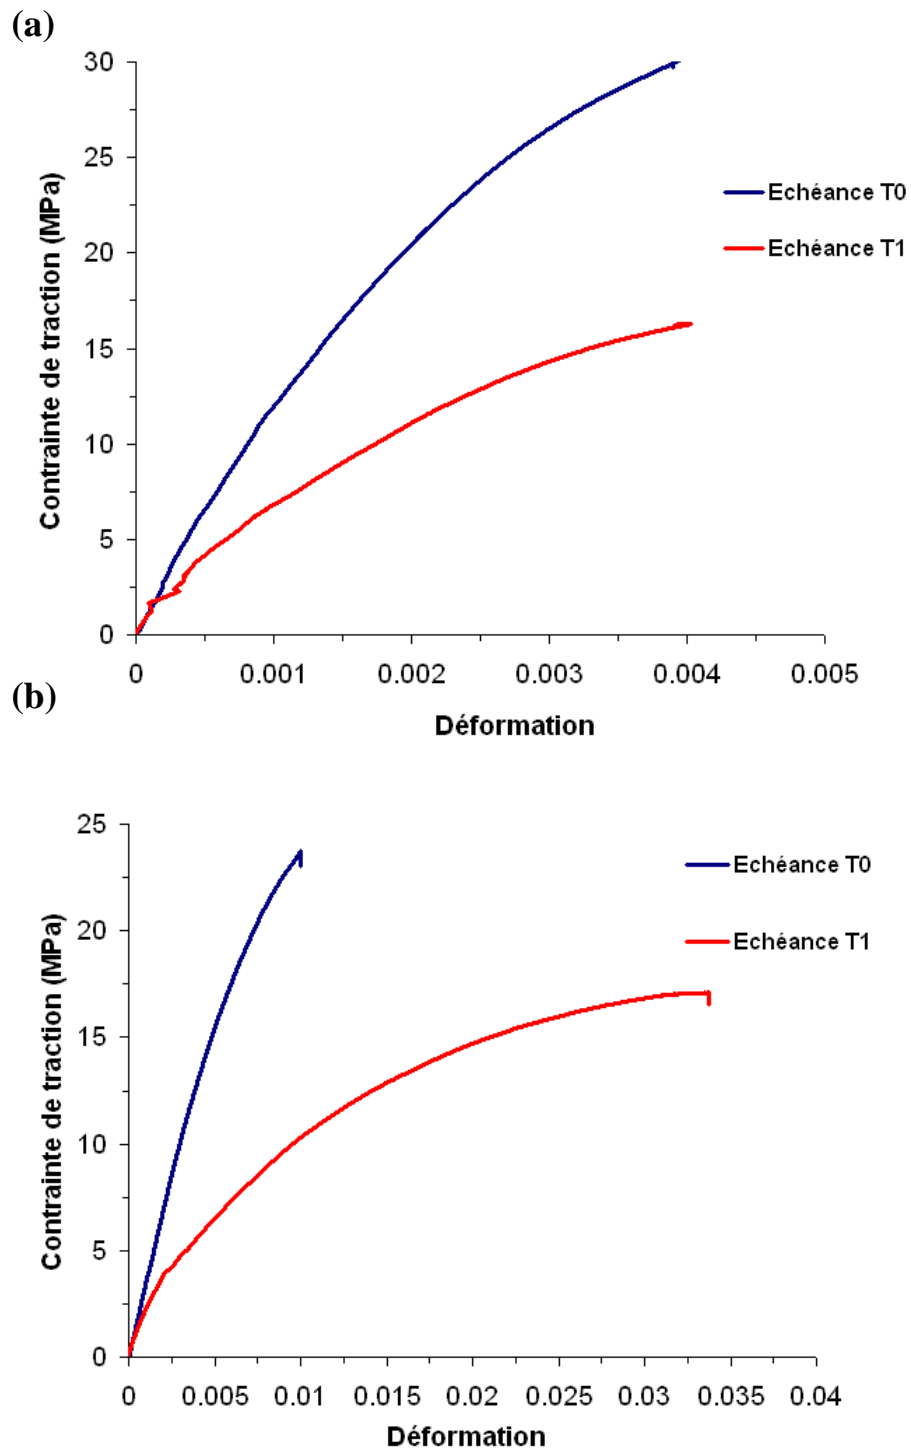 (a)
30
25
20
15
10
5
0
Contrainte de traction (MPa)
Echéance T0
Echéance T1
0 0.001 0.002 0.003 0.004 0.005
Déformation
(b)
25
20
15
10
5
0
Contrainte de traction (MPa)
Echéance T0
Echéance T1
0 0.005 0.01 0.015 0.02 0.025 0.03 0.035 0.04
Déformation